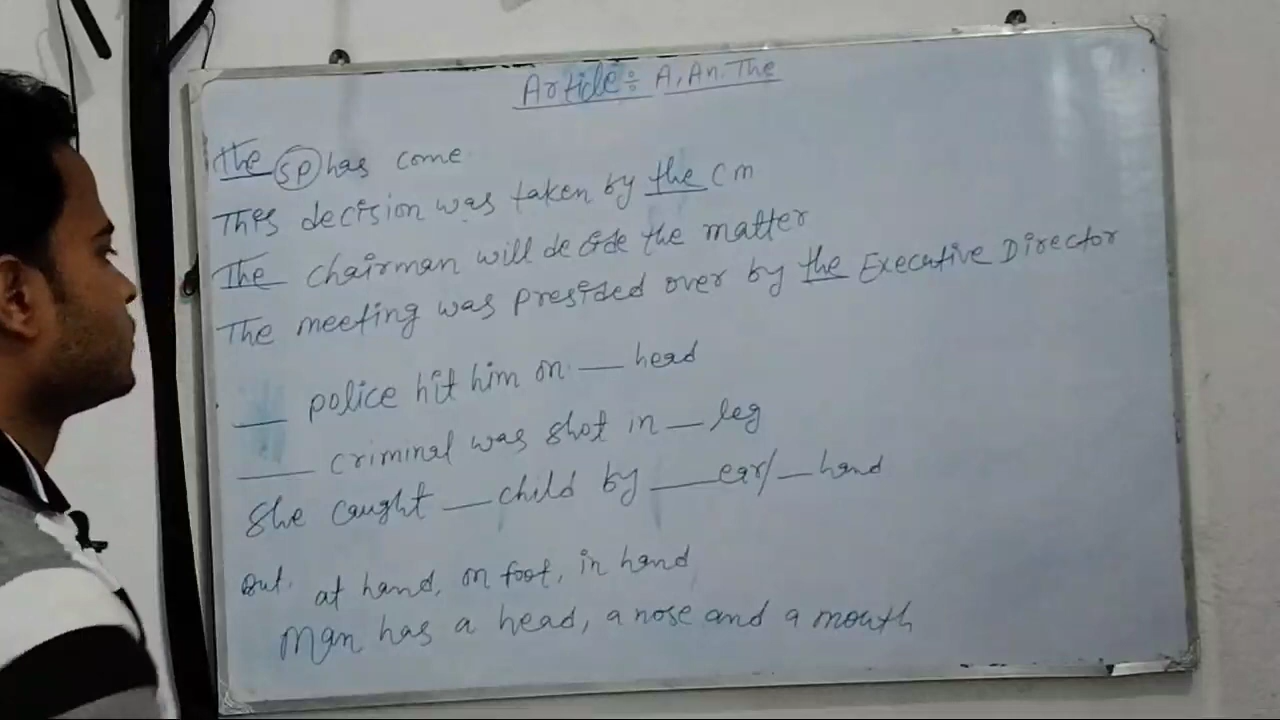 Article: A, An, The
The SP has come
This decision was taken by the CM
The chairman will decide the matter
The meeting was presided over by the Executive Director
___ police hit him on ___ head
___ criminal was shot in ___ leg
She caught ___ child by ___ ear/ ___ hand
But. at hand, on foot, in hand
Man has a head, a nose and a mouth